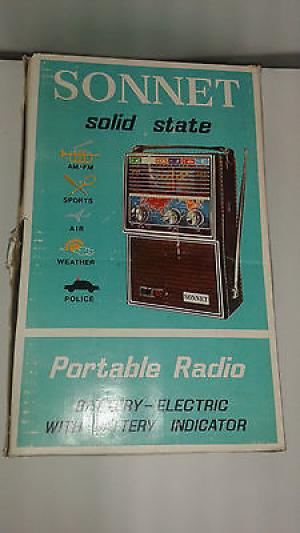 SONNET
solid state
AM/FM
SPORTS
AIR
WEATHER
POLICE
SONNET
Portable Radio
BATTERY-ELECTRIC
WITH BATTERY INDICATOR